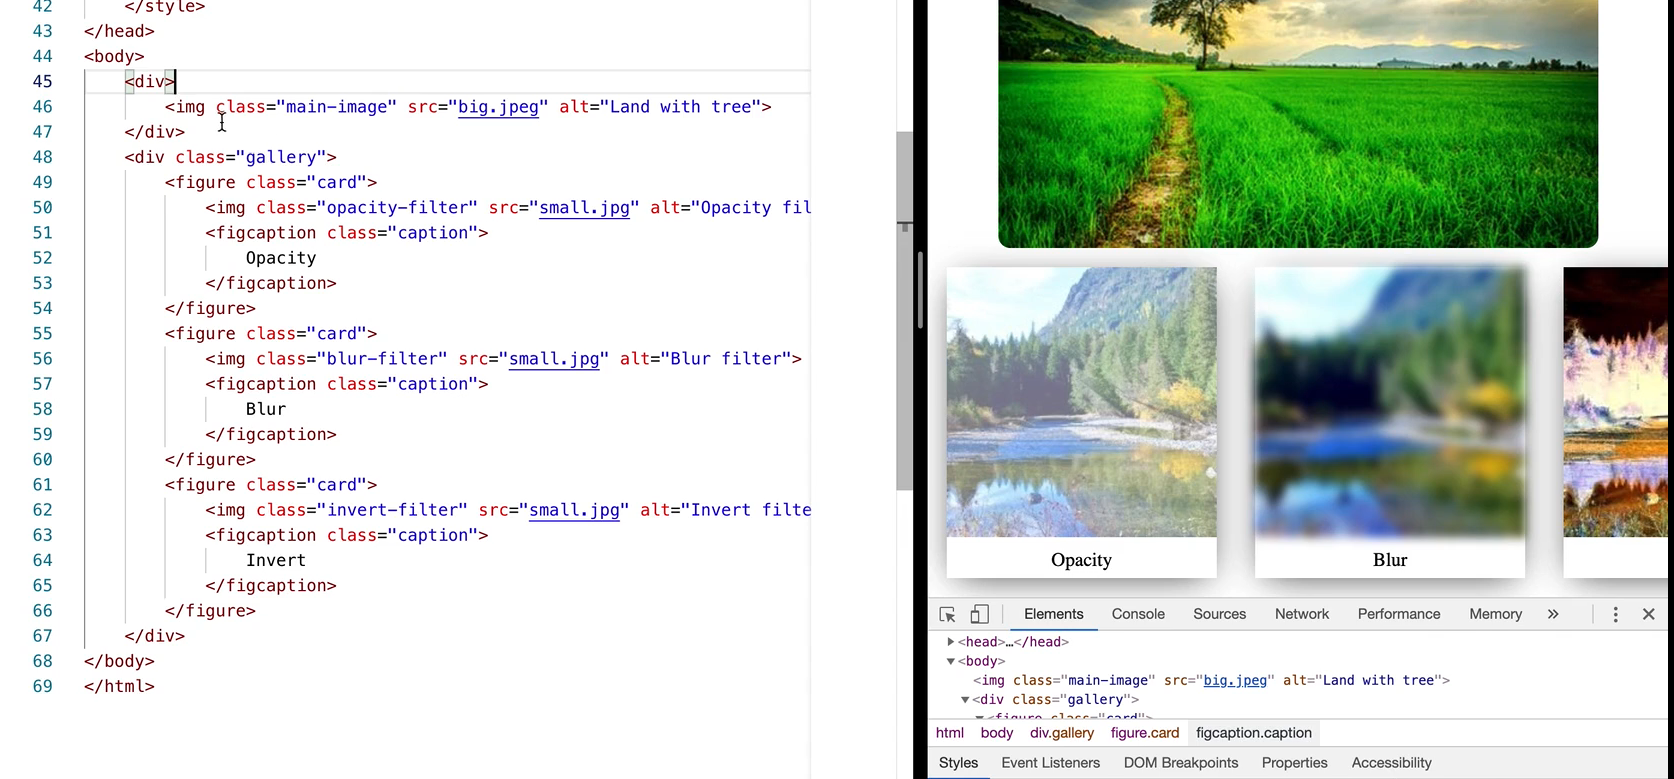 42 </style>
43 </head>
44 <body>
45 <div>
46 <img class="main-image" src="big.jpeg" alt="Land with tree">
47 </div>
48 <div class="gallery">
49 <figure class="card">
50 <img class="opacity-filter" src="small.jpg" alt="Opacity fil
51 <figcaption class="caption">
52 Opacity
53 </figcaption>
54 </figure>
55 <figure class="card">
56 <img class="blur-filter" src="small.jpg" alt="Blur filter">
57 <figcaption class="caption">
58 Blur
59 </figcaption>
60 </figure>
61 <figure class="card">
62 <img class="invert-filter" src="small.jpg" alt="Invert filte
63 <figcaption class="caption">
64 Invert
65 </figcaption>
66 </figure>
67 </div>
68 </body>
69 </html>
Opacity Blur
Elements Console Sources Network Performance Memory »
<head>…</head>
<body>
<img class="main-image" src="big.jpeg" alt="Land with tree">
<div class="gallery">
<figure class="card">
html body div.gallery figure.card figcaption.caption
Styles Event Listeners DOM Breakpoints Properties Accessibility